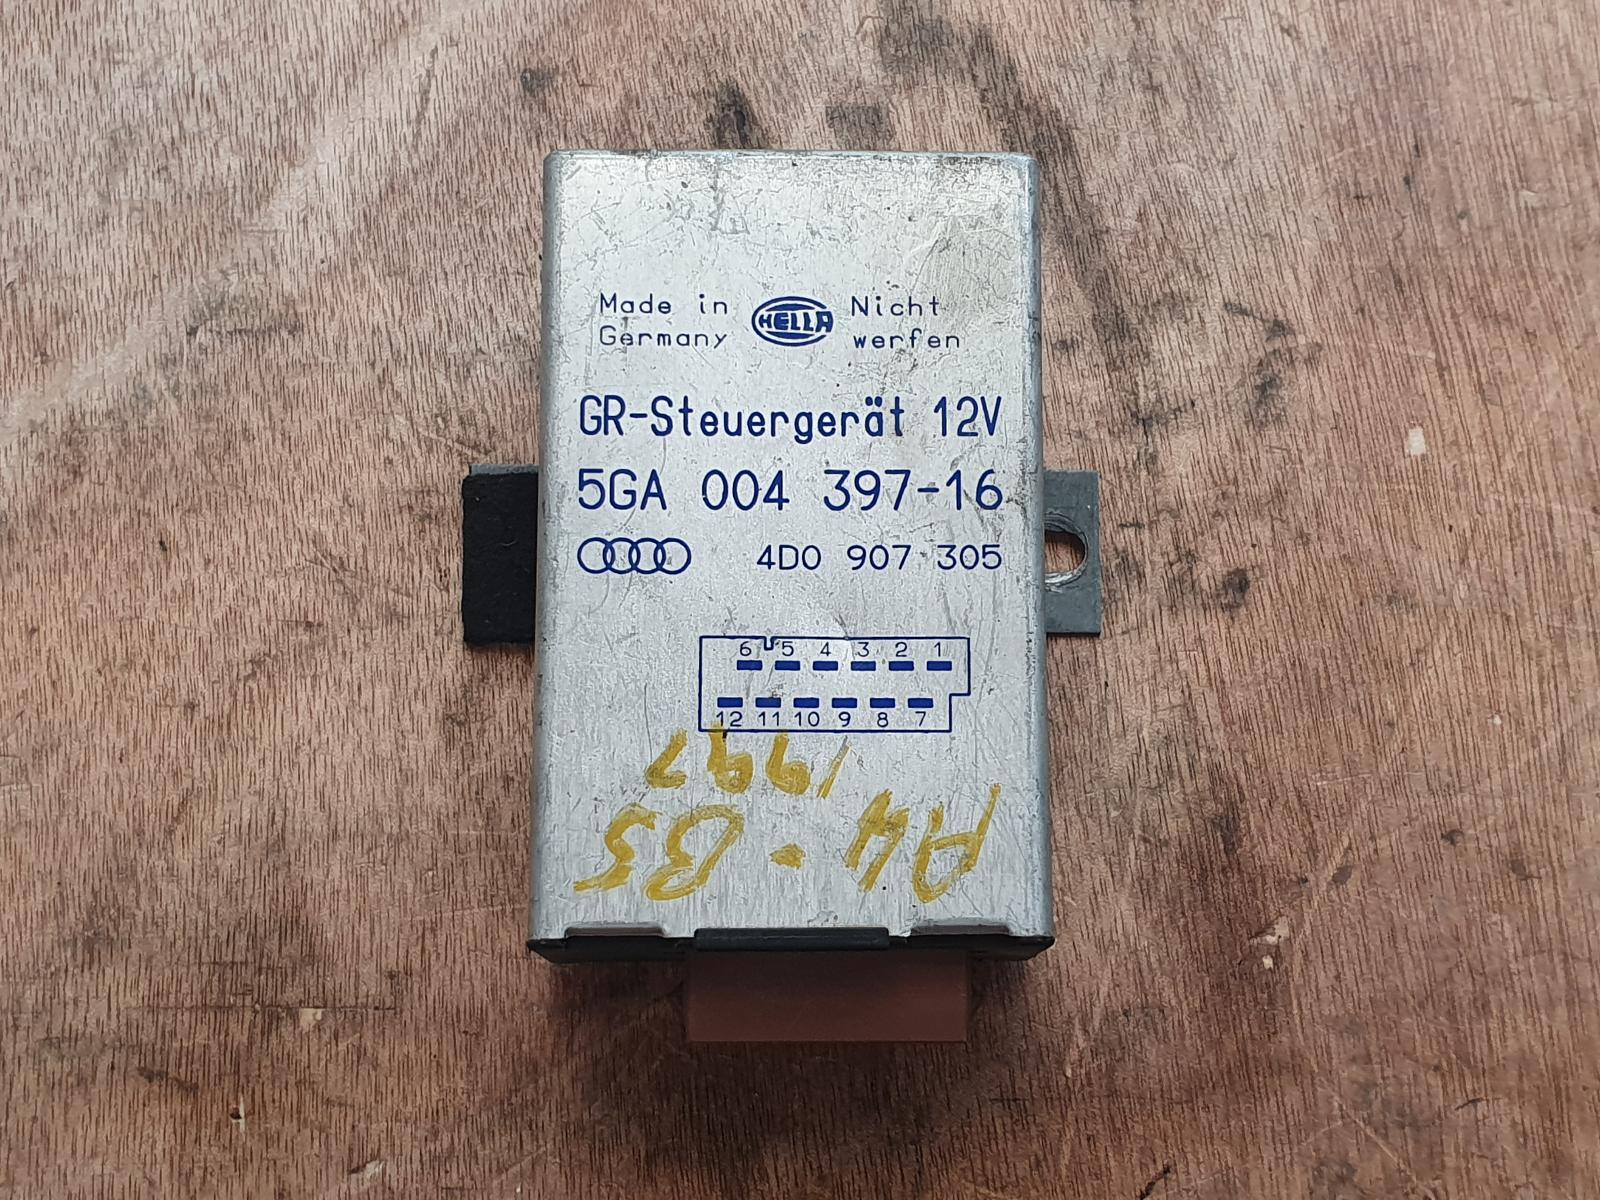 Made in HELLA Nicht
Germany werfen
GR-Steuergerät 12V
5GA 004 397-16
4D0 907 305
6 5 4 3 2 1
12 11 10 9 8 7
1997
A4 - B5